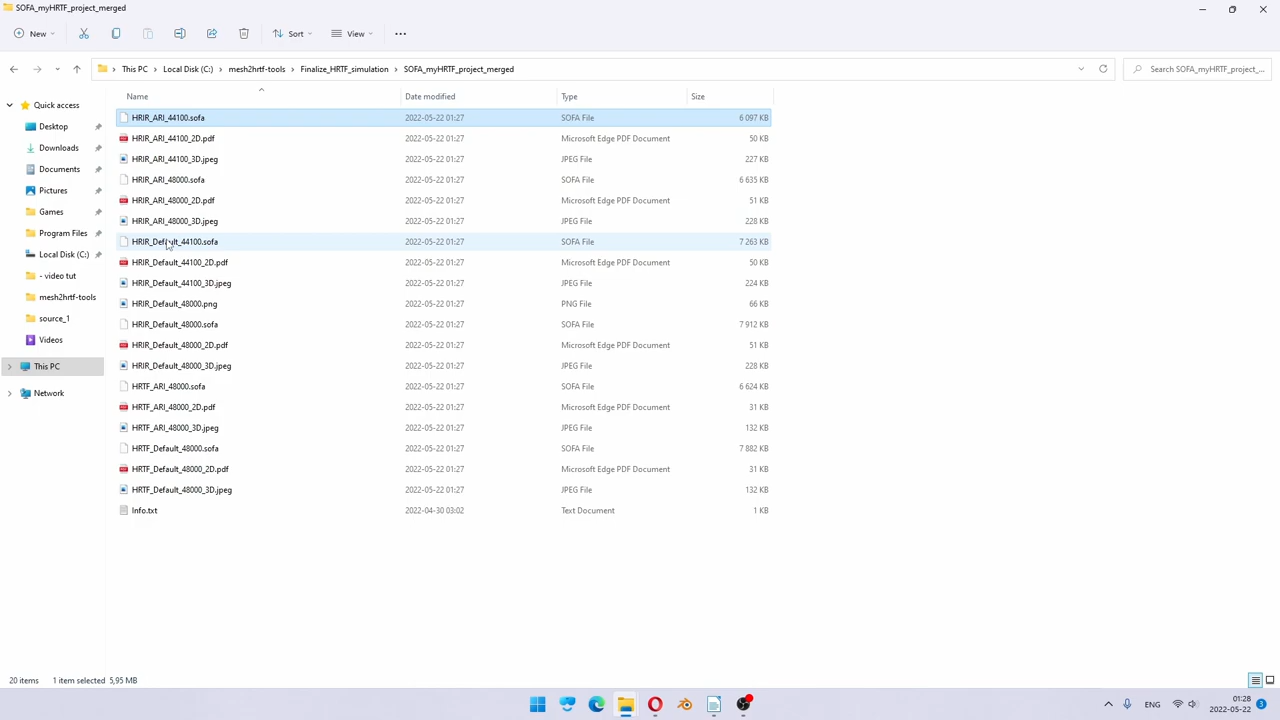 SOFA_myHRTF_project_merged
New
Sort
View
This PC
Local Disk (C:)
mesh2hrtf-tools
Finalize_HRTF_simulation
SOFA_myHRTF_project_merged
Search SOFA_myHRTF_project_...
Name Date modified Type Size
Quick access
Desktop
Downloads
Documents
Pictures
Games
Program Files
Local Disk (C:)
- video tut
mesh2hrtf-tools
source_1
Videos
This PC
Network
HRIR_ARI_44100.sofa 2022-05-22 01:27 SOFA File 6 097 KB
HRIR_ARI_44100_2D.pdf 2022-05-22 01:27 Microsoft Edge PDF Document 50 KB
HRIR_ARI_44100_3D.jpeg 2022-05-22 01:27 JPEG File 227 KB
HRIR_ARI_48000.sofa 2022-05-22 01:27 SOFA File 6 635 KB
HRIR_ARI_48000_2D.pdf 2022-05-22 01:27 Microsoft Edge PDF Document 51 KB
HRIR_ARI_48000_3D.jpeg 2022-05-22 01:27 JPEG File 228 KB
HRIR_Default_44100.sofa 2022-05-22 01:27 SOFA File 7 263 KB
HRIR_Default_44100_2D.pdf 2022-05-22 01:27 Microsoft Edge PDF Document 50 KB
HRIR_Default_44100_3D.jpeg 2022-05-22 01:27 JPEG File 224 KB
HRIR_Default_48000.png 2022-05-22 01:27 PNG File 66 KB
HRIR_Default_48000.sofa 2022-05-22 01:27 SOFA File 7 912 KB
HRIR_Default_48000_2D.pdf 2022-05-22 01:27 Microsoft Edge PDF Document 51 KB
HRIR_Default_48000_3D.jpeg 2022-05-22 01:27 JPEG File 228 KB
HRTF_ARI_48000.sofa 2022-05-22 01:27 SOFA File 6 624 KB
HRTF_ARI_48000_2D.pdf 2022-05-22 01:27 Microsoft Edge PDF Document 31 KB
HRTF_ARI_48000_3D.jpeg 2022-05-22 01:27 JPEG File 132 KB
HRTF_Default_48000.sofa 2022-05-22 01:27 SOFA File 7 882 KB
HRTF_Default_48000_2D.pdf 2022-05-22 01:27 Microsoft Edge PDF Document 31 KB
HRTF_Default_48000_3D.jpeg 2022-05-22 01:27 JPEG File 132 KB
Info.txt 2022-04-30 03:02 Text Document 1 KB
20 items 1 item selected 5,95 MB
ENG
01:28
2022-05-22
3